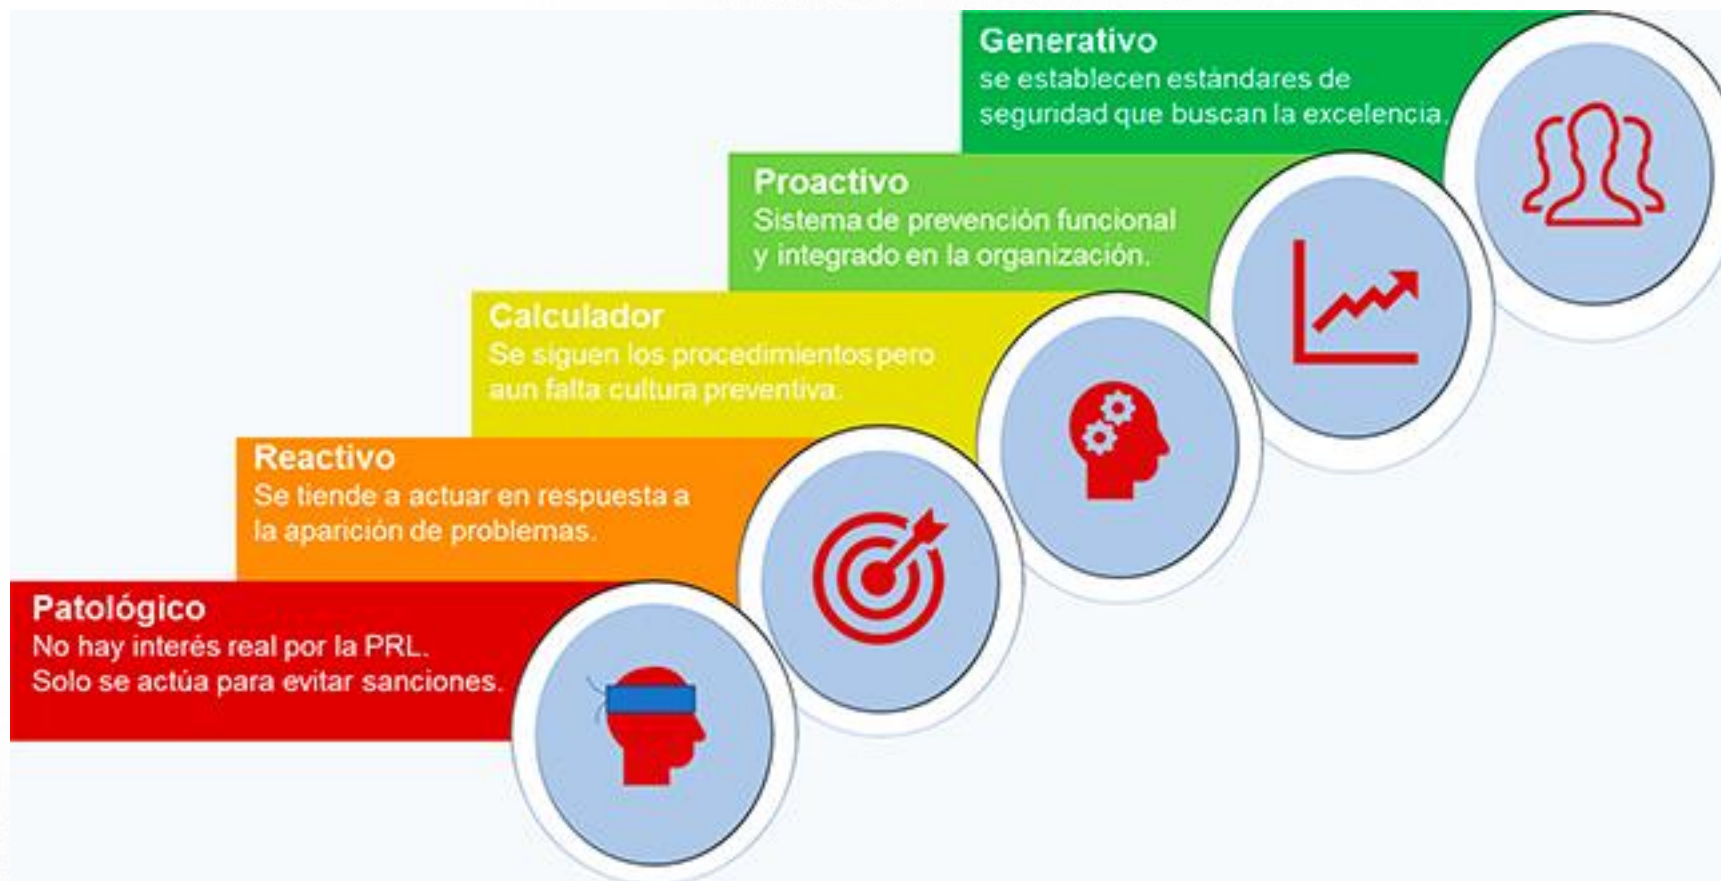 Generativo
se establecen estándares de
seguridad que buscan la excelencia.
Proactivo
Sistema de prevención funcional
y integrado en la organización.
Calculador
Se siguen los procedimientos pero
aun falta cultura preventiva.
Reactivo
Se tiende a actuar en respuesta a
la aparición de problemas.
Patológico
No hay interés real por la PRL.
Solo se actúa para evitar sanciones.